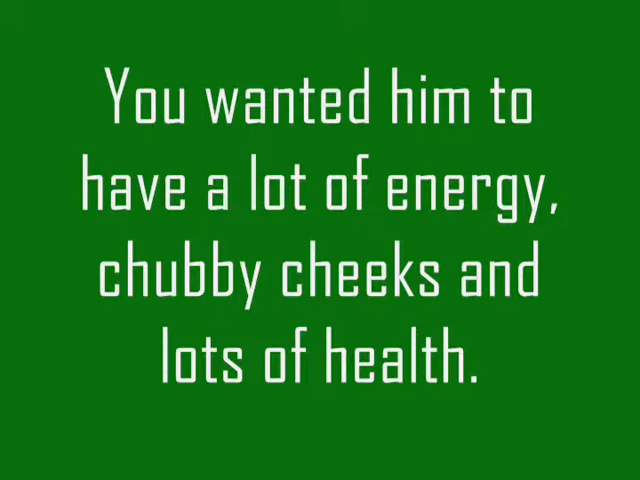 You wanted him to
have a lot of energy,
chubby cheeks and
lots of health.